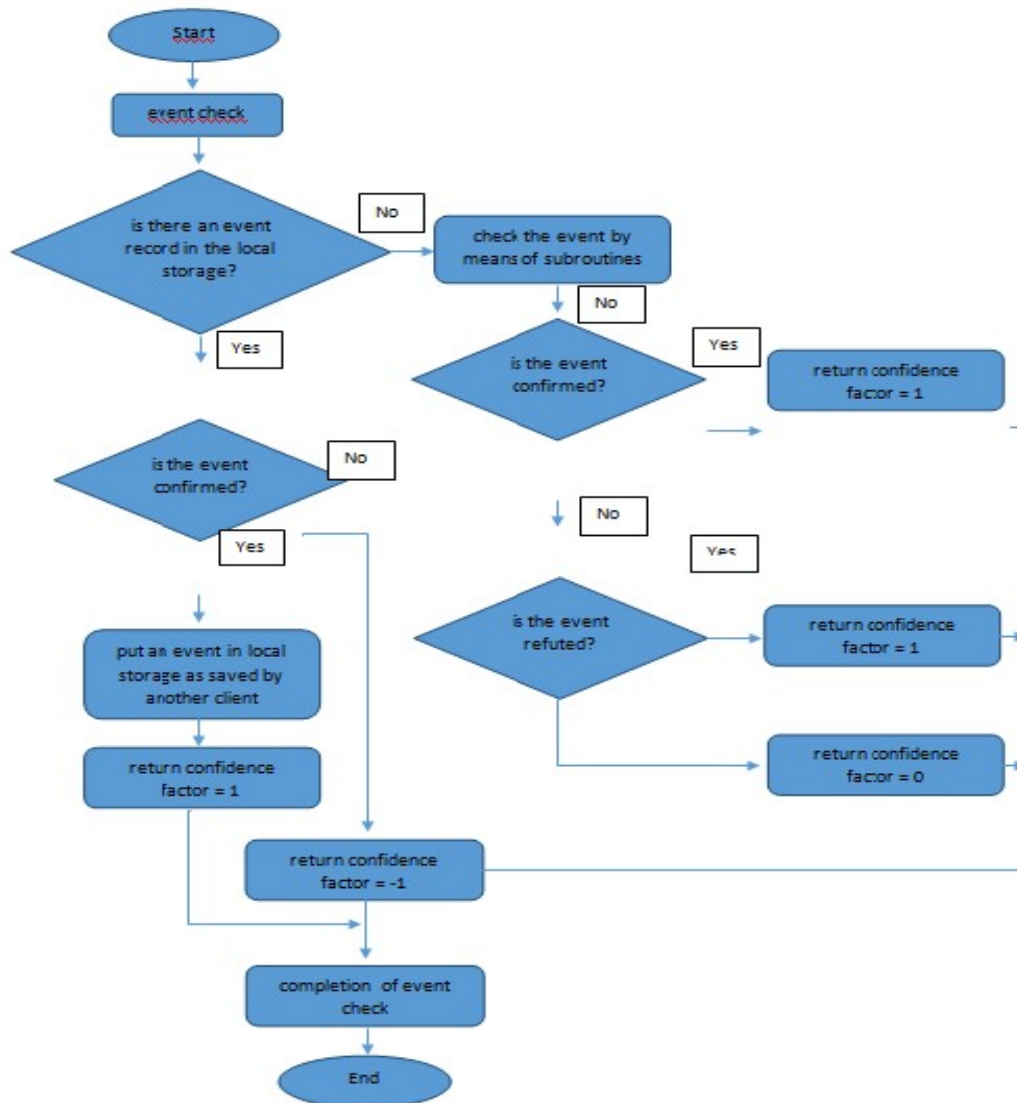 Start
event check
is there an event
record in the local
storage?
No
check the event by
means of subroutines
No
Yes
is the event
confirmed?
Yes
return confidence
factor = 1
is the event
confirmed?
No
Yes
No
Yes
is the event
refuted?
return confidence
factor = 1
put an event in local
storage as saved by
another client
return confidence
factor = 1
return confidence
factor = 0
return confidence
factor = -1
completion of event
check
End